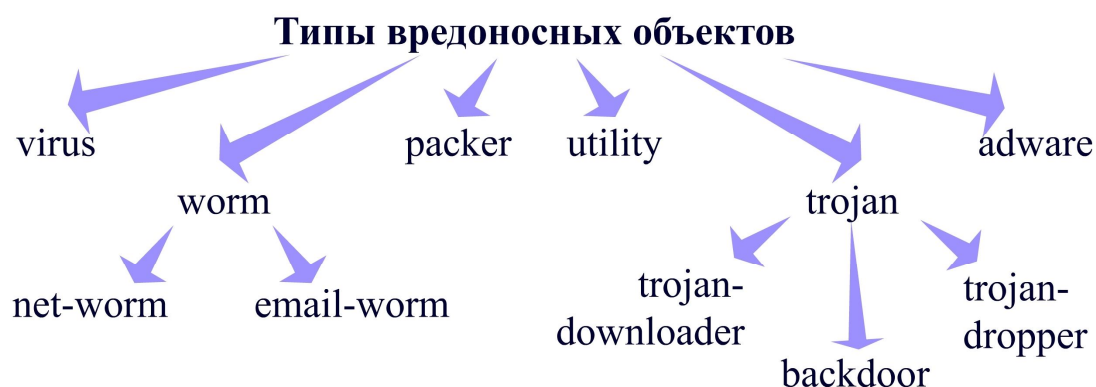 Типы вредоносных объектов
virus
packer
utility
adware
worm
trojan
net-worm
email-worm
trojan-
downloader
backdoor
trojan-
dropper